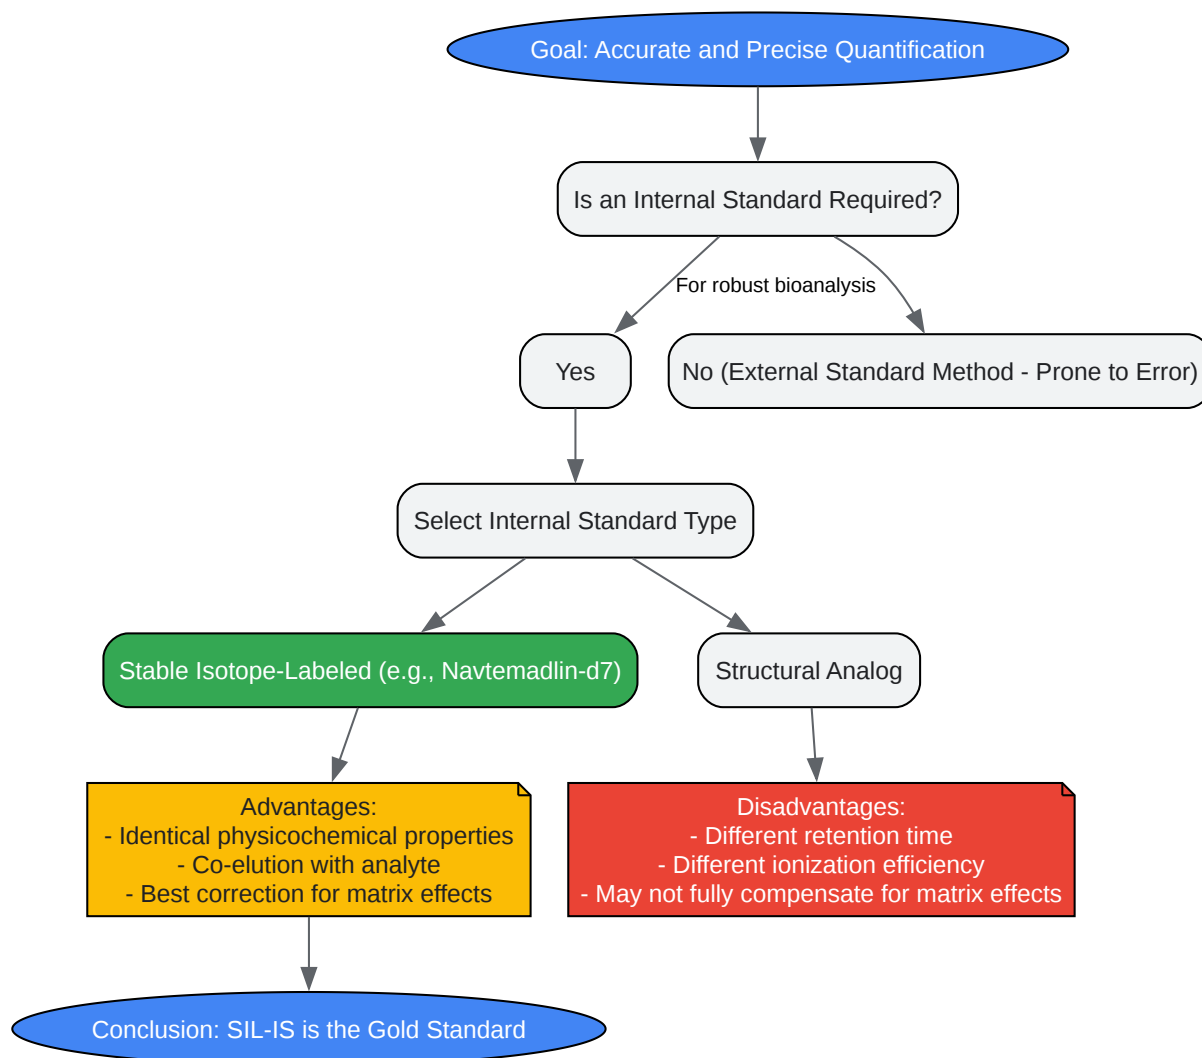 Goal: Accurate and Precise Quantification
Is an Internal Standard Required?
For robust bioanalysis
Yes
No (External Standard Method - Prone to Error)
Select Internal Standard Type
Stable Isotope-Labeled (e.g., Navtemadlin-d7)
Structural Analog
Advantages:
- Identical physicochemical properties
- Co-elution with analyte
- Best correction for matrix effects
Disadvantages:
- Different retention time
- Different ionization efficiency
- May not fully compensate for matrix effects
Conclusion: SIL-IS is the Gold Standard